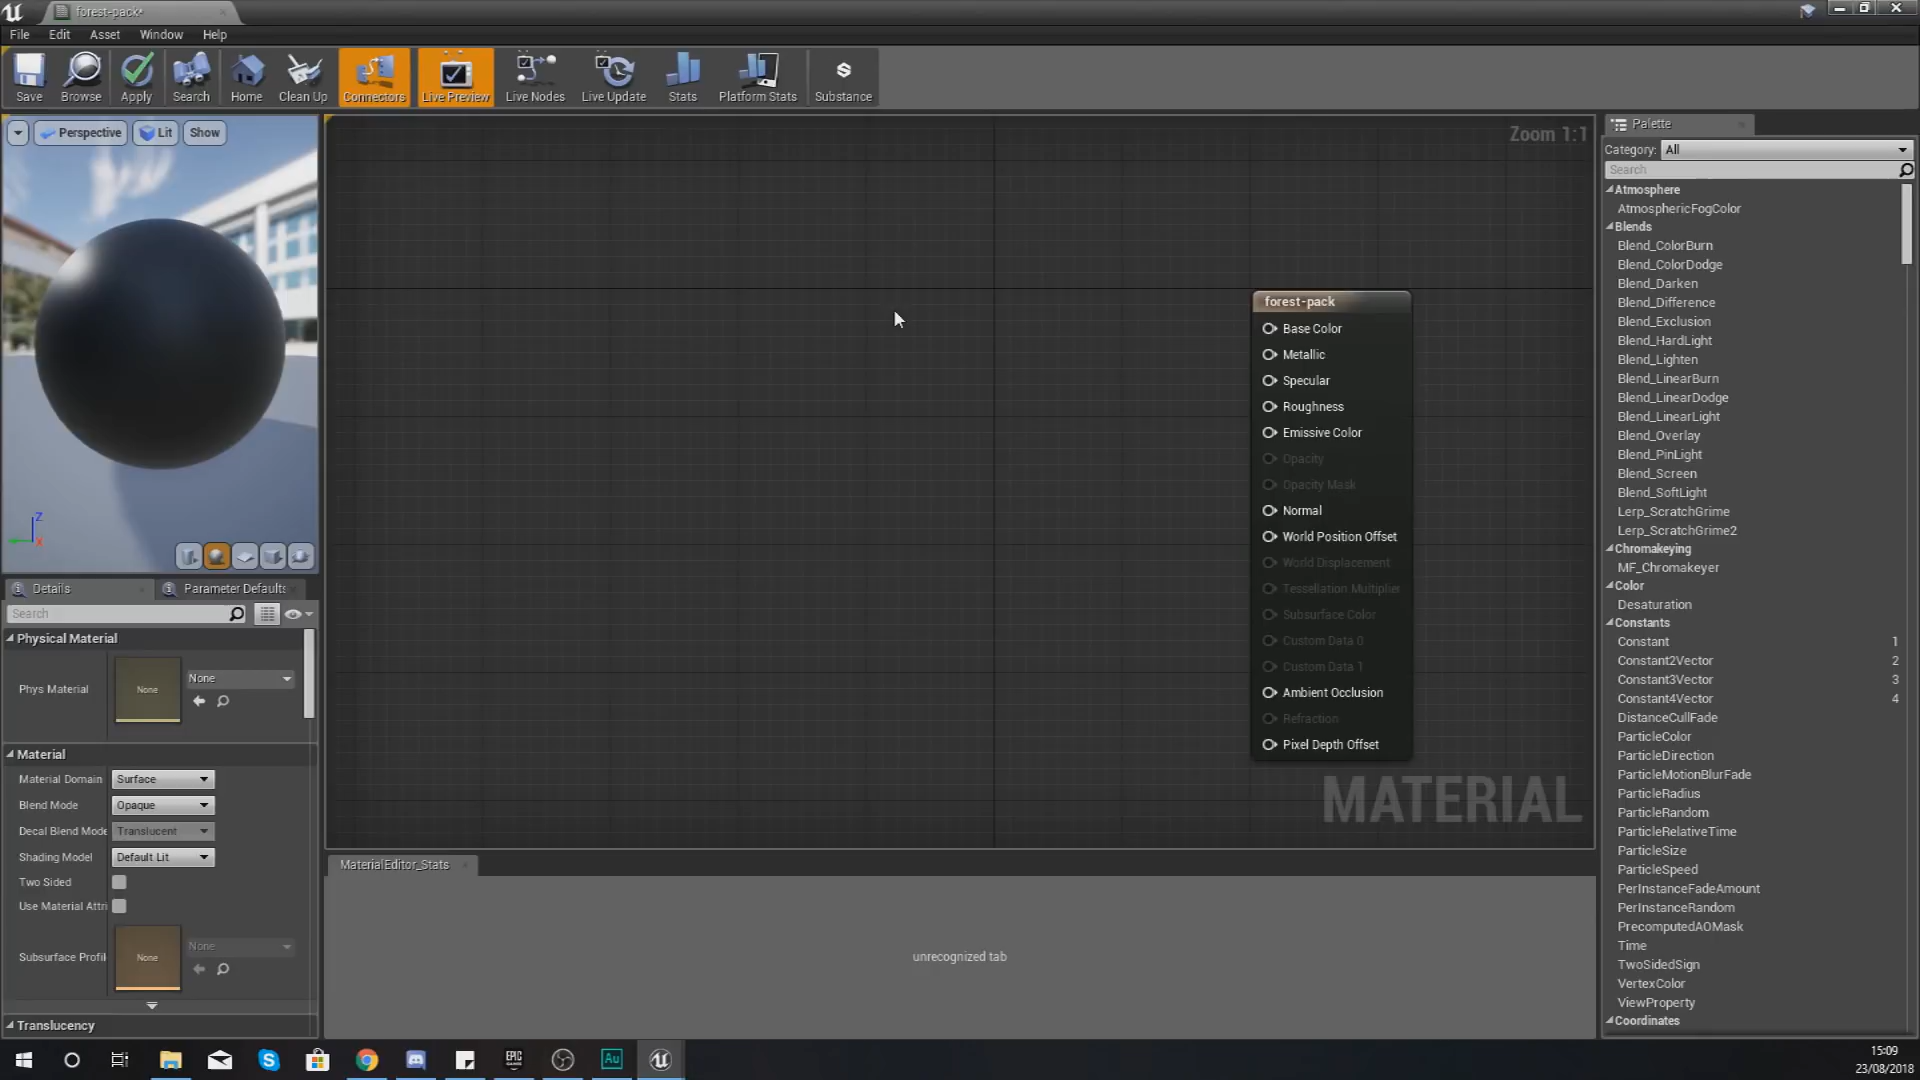 forest-pack*
File Edit Asset Window Help
Save Browse Apply Search Home Clean Up Connectors Live Preview Live Nodes Live Update Stats Platform Stats Substance
Perspective Lit Show
Zoom 1:1
Z
X
forest-pack
Base Color
Metallic
Specular
Roughness
Emissive Color
Opacity
Opacity Mask
Normal
World Position Offset
World Displacement
Tessellation Multiplier
Subsurface Color
Custom Data 0
Custom Data 1
Ambient Occlusion
Refraction
Pixel Depth Offset
MATERIAL
Details Parameter Defaults
Search
Physical Material
Phys Material None None
Material
Material Domain Surface
Blend Mode Opaque
Decal Blend Mode Translucent
Shading Model Default Lit
Two Sided
Use Material Attri
Subsurface Profil None None
Translucency
MaterialEditor_Stats
unrecognized tab
Palette
Category: All
Search
Atmosphere
AtmosphericFogColor
Blends
Blend_ColorBurn
Blend_ColorDodge
Blend_Darken
Blend_Difference
Blend_Exclusion
Blend_HardLight
Blend_Lighten
Blend_LinearBurn
Blend_LinearDodge
Blend_LinearLight
Blend_Overlay
Blend_PinLight
Blend_Screen
Blend_SoftLight
Lerp_ScratchGrime
Lerp_ScratchGrime2
Chromakeying
MF_Chromakeyer
Color
Desaturation
Constants
Constant 1
Constant2Vector 2
Constant3Vector 3
Constant4Vector 4
DistanceCullFade
ParticleColor
ParticleDirection
ParticleMotionBlurFade
ParticleRadius
ParticleRandom
ParticleRelativeTime
ParticleSize
ParticleSpeed
PerInstanceFadeAmount
PerInstanceRandom
PrecomputedAOMask
Time
TwoSidedSign
VertexColor
ViewProperty
Coordinates
EPIC GAMES
Au
15:09
23/08/2018